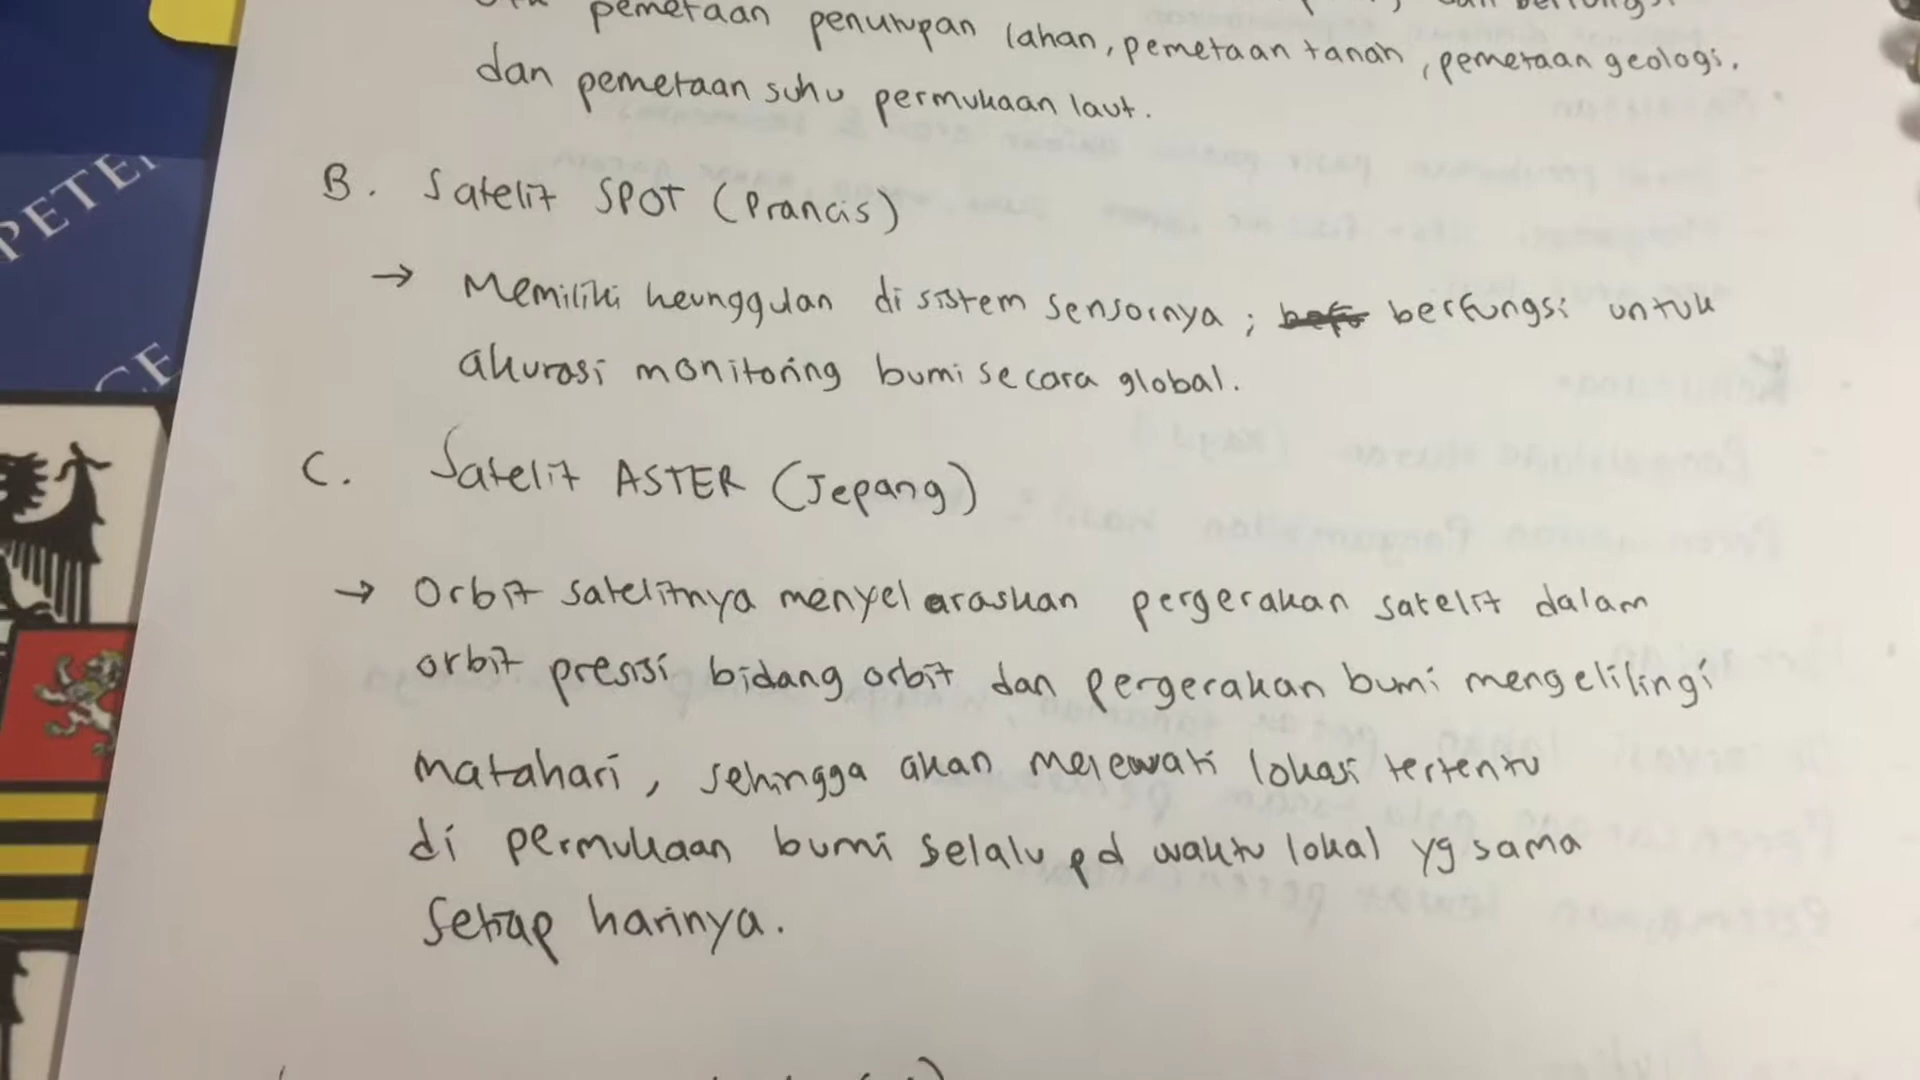 pemetaan penutupan lahan, pemetaan tanah, pemetaan geologi.
dan pemetaan suhu permukaan laut.
B. Satelit SPOT (Prancis)
→ Memiliki keunggulan di sistem sensornya; berfungsi untuk
akurasi monitoring bumi secara global.
C. Satelit ASTER (Jepang)
→ Orbit satelitnya menyelaraskan pergerakan satelit dalam
orbit presisi bidang orbit dan pergerakan bumi mengelilingi
matahari, sehingga akan melewati lokasi tertentu
di permukaan bumi selalu pd waktu lokal yg sama
setiap harinya.
PETE
CE